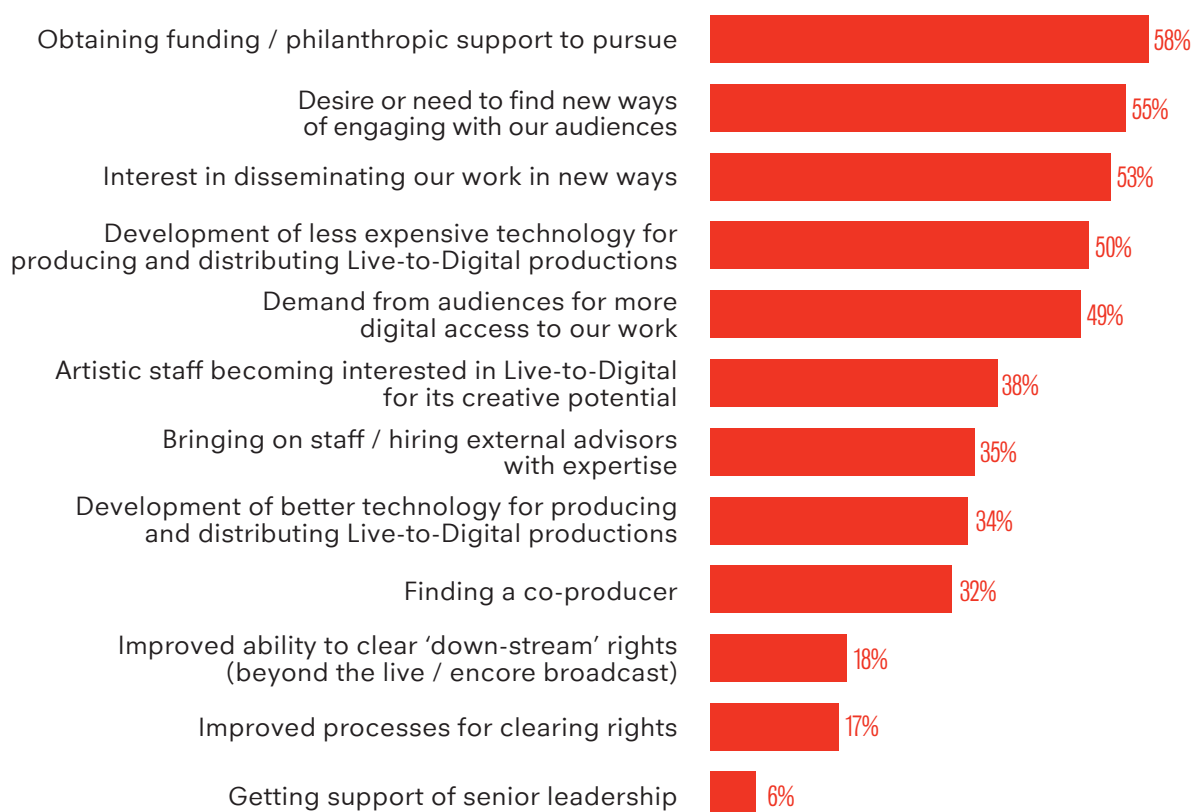 Obtaining funding / philanthropic support to pursue 58%
Desire or need to find new ways
of engaging with our audiences 55%
Interest in disseminating our work in new ways 53%
Development of less expensive technology for
producing and distributing Live-to-Digital productions 50%
Demand from audiences for more
digital access to our work 49%
Artistic staff becoming interested in Live-to-Digital
for its creative potential 38%
Bringing on staff / hiring external advisors
with expertise 35%
Development of better technology for producing
and distributing Live-to-Digital productions 34%
Finding a co-producer 32%
Improved ability to clear ‘down-stream’ rights
(beyond the live / encore broadcast) 18%
Improved processes for clearing rights 17%
Getting support of senior leadership 6%